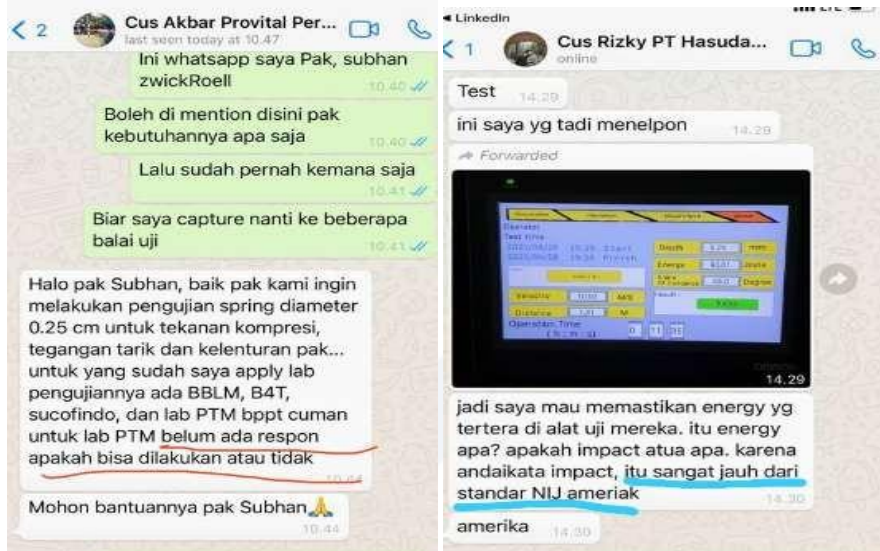 2
Cus Akbar Provital Per...
last seen today at 10.47
Ini whatsapp saya Pak, subhan
zwickRoell
10.40
Boleh di mention disini pak
kebutuhannya apa saja
10.40
Lalu sudah pernah kemana saja
10.41
Biar saya capture nanti ke beberapa
balai uji
10.41
Halo pak Subhan, baik pak kami ingin
melakukan pengujian spring diameter
0.25 cm untuk tekanan kompresi,
tegangan tarik dan kelenturan pak...
untuk yang sudah saya apply lab
pengujiannya ada BBLM, B4T,
sucofindo, dan lab PTM bppt cuman
untuk lab PTM belum ada respon
apakah bisa dilakukan atau tidak
10.44
Mohon bantuannya pak Subhan🙏
10.44
LinkedIn
1
Cus Rizky PT Hasuda...
online
Test
14.29
ini saya yg tadi menelpon
14.29
Forwarded
Operator
Test Time
Start
Finish
Depth
mm
Energy
Joule
Degree
Velocity
M/S
Distance
M
Operation Time
( h : m : s )
0 11
14.29
jadi saya mau memastikan energy yg
tertera di alat uji mereka. itu energy
apa? apakah impact atua apa. karena
andaikata impact, itu sangat jauh dari
standar NIJ ameriak
14.30
amerika
14.30